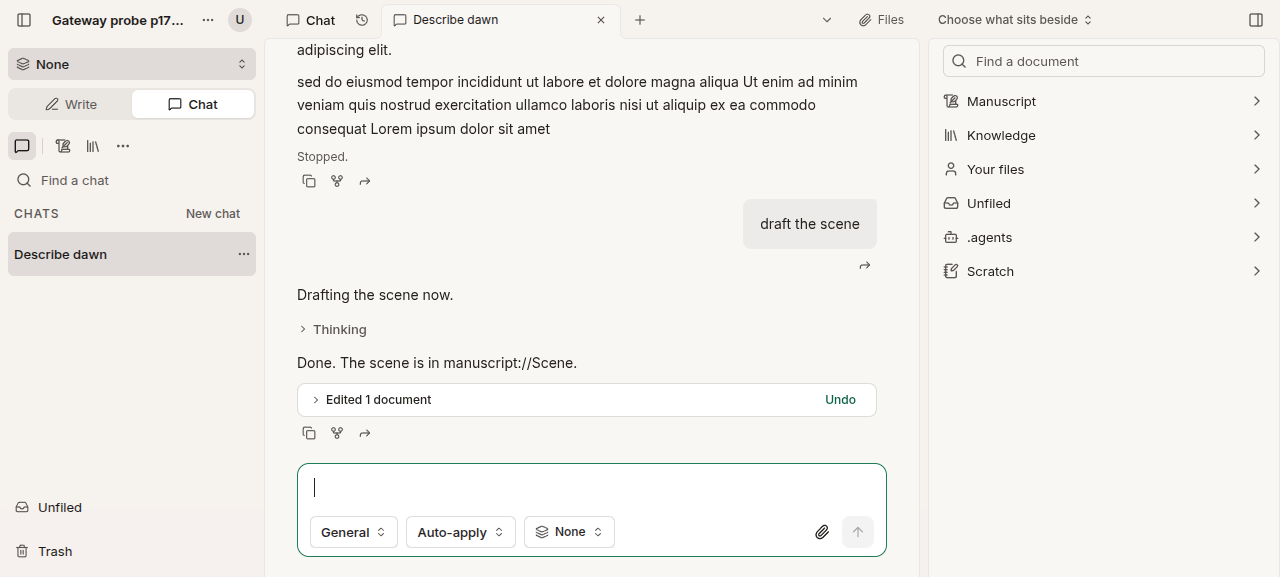 Gateway probe p17...
U
None
Write
Chat
Find a chat
CHATS
New chat
Describe dawn
Unfiled
Trash
Chat
Describe dawn
Files
adipiscing elit.
sed do eiusmod tempor incididunt ut labore et dolore magna aliqua Ut enim ad minim
veniam quis nostrud exercitation ullamco laboris nisi ut aliquip ex ea commodo
consequat Lorem ipsum dolor sit amet
Stopped.
draft the scene
Drafting the scene now.
Thinking
Done. The scene is in manuscript://Scene.
Edited 1 document
Undo
General
Auto-apply
None
Choose what sits beside
Find a document
Manuscript
Knowledge
Your files
Unfiled
.agents
Scratch